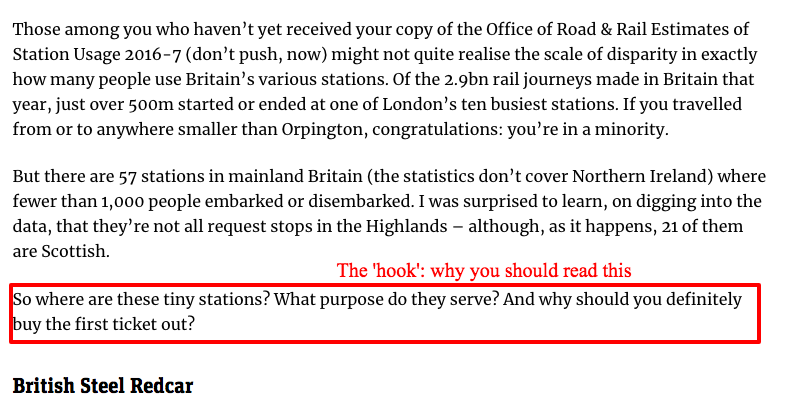 Those among you who haven’t yet received your copy of the Office of Road & Rail Estimates of
Station Usage 2016-7 (don’t push, now) might not quite realise the scale of disparity in exactly
how many people use Britain’s various stations. Of the 2.9bn rail journeys made in Britain that
year, just over 500m started or ended at one of London’s ten busiest stations. If you travelled
from or to anywhere smaller than Orpington, congratulations: you’re in a minority.
But there are 57 stations in mainland Britain (the statistics don’t cover Northern Ireland) where
fewer than 1,000 people embarked or disembarked. I was surprised to learn, on digging into the
data, that they’re not all request stops in the Highlands – although, as it happens, 21 of them
are Scottish.
The 'hook': why you should read this
So where are these tiny stations? What purpose do they serve? And why should you definitely
buy the first ticket out?
British Steel Redcar